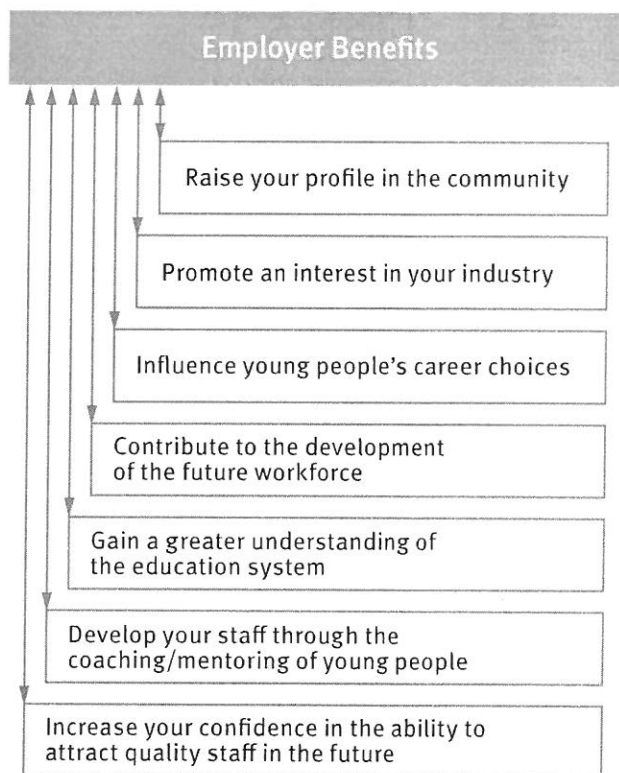 Employer Benefits
Raise your profile in the community
Promote an interest in your industry
Influence young people’s career choices
Contribute to the development
of the future workforce
Gain a greater understanding of
the education system
Develop your staff through the
coaching/mentoring of young people
Increase your confidence in the ability to
attract quality staff in the future